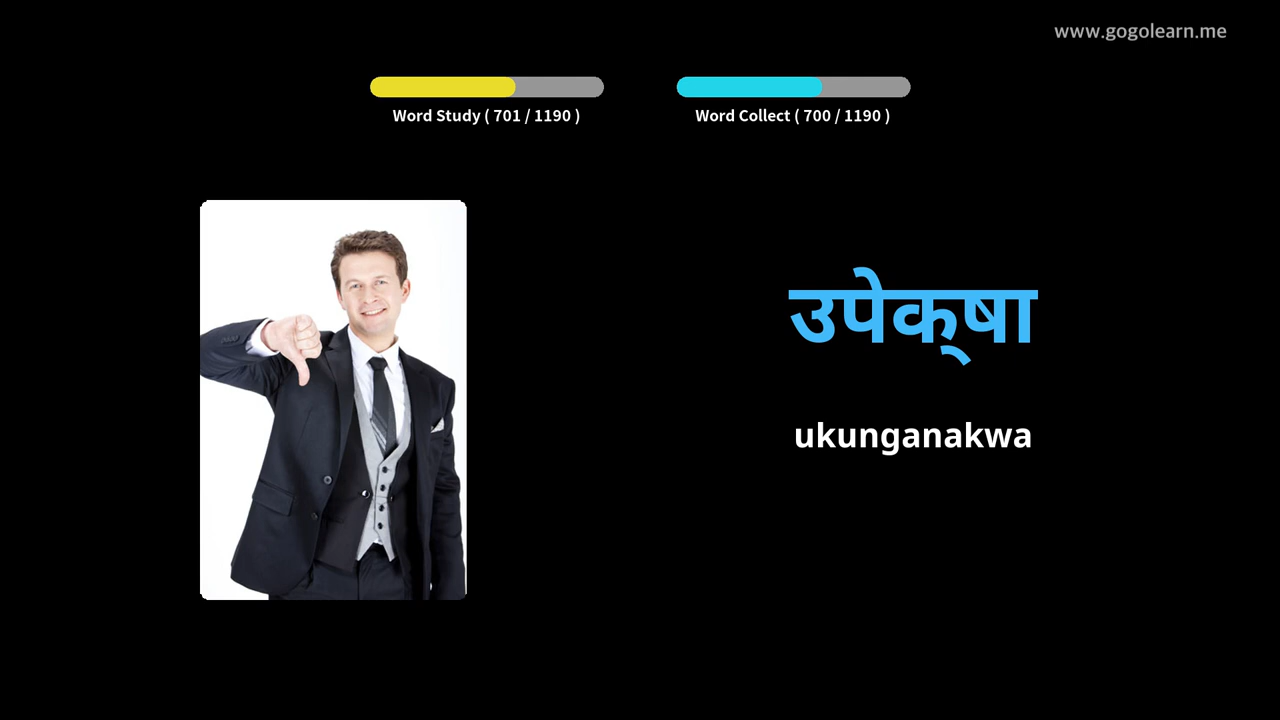 www.gogolearn.me
Word Study ( 701 / 1190 )
Word Collect ( 700 / 1190 )
उपेक्‌षा
ukunganakwa